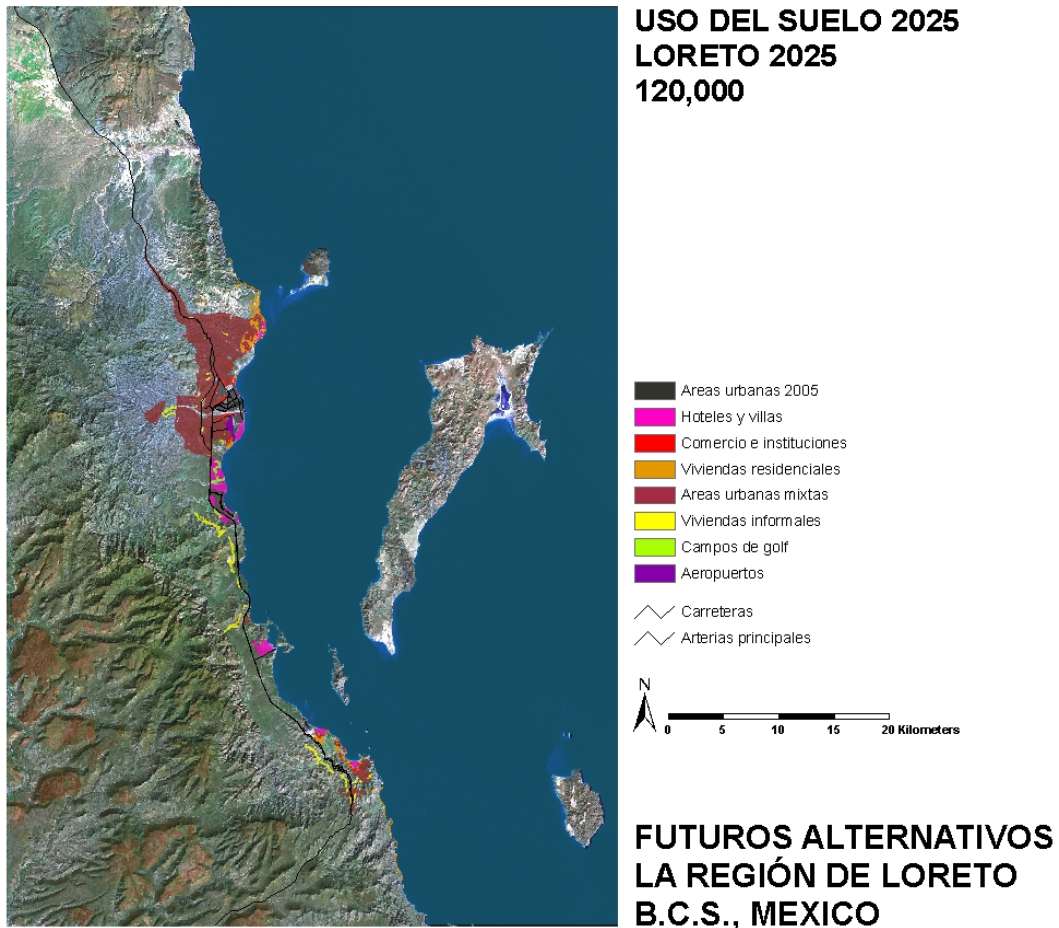 USO DEL SUELO 2025
LORETO 2025
120,000
Areas urbanas 2005
Hoteles y villas
Comercio e instituciones
Viviendas residenciales
Areas urbanas mixtas
Viviendas informales
Campos de golf
Aeropuertos
Carreteras
Arterias principales
N
0 5 10 15 20 Kilometers
FUTUROS ALTERNATIVOS
LA REGIÓN DE LORETO
B.C.S., MEXICO